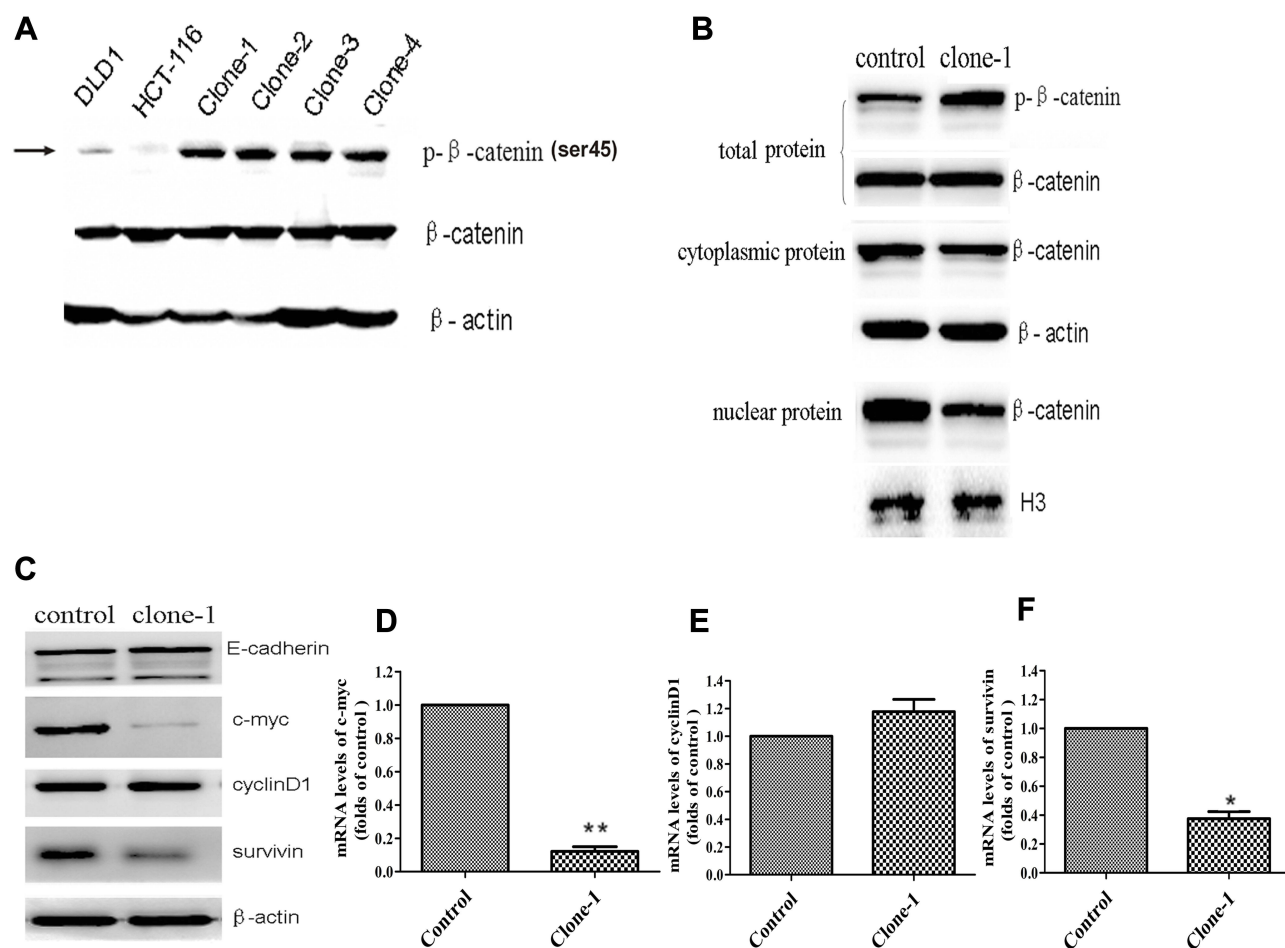 A
DLD1
HCT-116
Clone-1
Clone-2
Clone-3
Clone-4
p-β-catenin (ser45)
β-catenin
β-actin
B
control clone-1
p-β-catenin
total protein
β-catenin
cytoplasmic protein
β-catenin
β-actin
nuclear protein
β-catenin
H3
C
control clone-1
E-cadherin
c-myc
cyclinD1
survivin
β-actin
D
mRNA levels of c-myc
(folds of control )
1.2
1.0
0.8
0.6
0.4
0.2
0.0
**
Control
Clone-1
E
mRNA levels of cyclinD1
(folds of control )
1.4
1.2
1.0
0.8
0.6
0.4
0.2
0.0
Control
Clone-1
F
mRNA levels of survivin
(folds of control )
1.4
1.2
1.0
0.8
0.6
0.4
0.2
0.0
*
Control
Clone-1